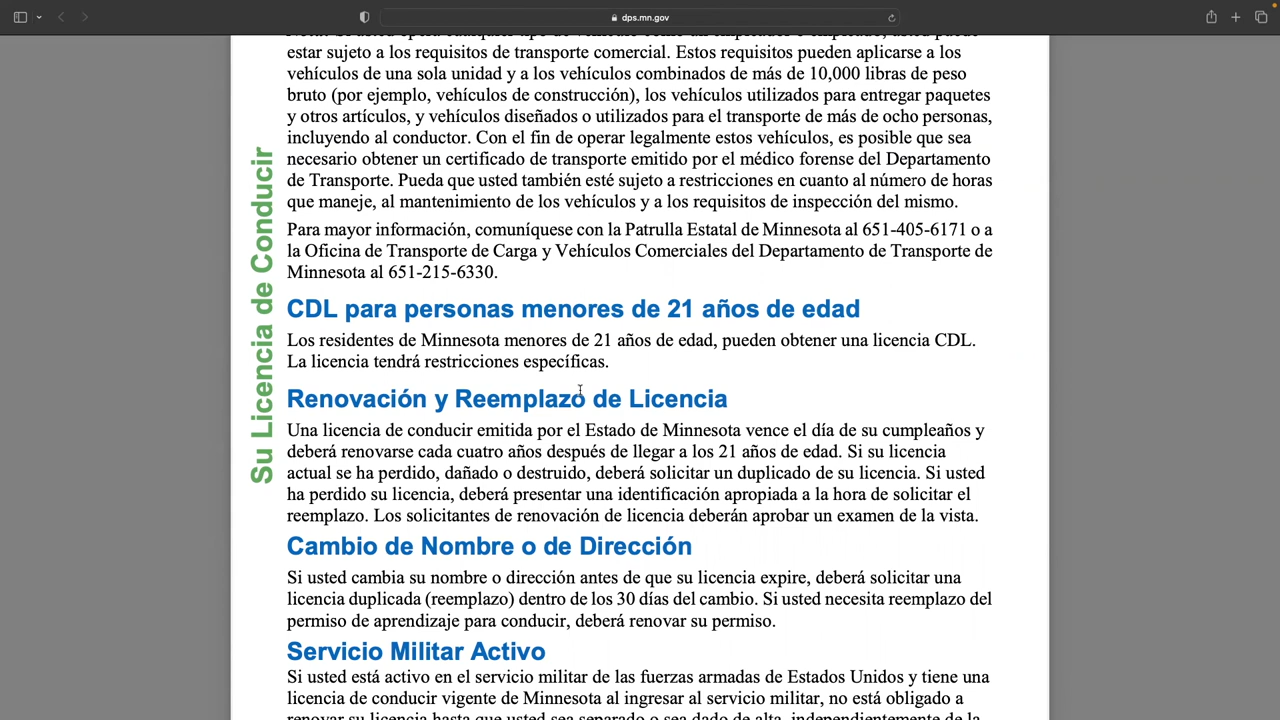 dps.mn.gov
estar sujeto a los requisitos de transporte comercial. Estos requisitos pueden aplicarse a los
vehículos de una sola unidad y a los vehículos combinados de más de 10,000 libras de peso
bruto (por ejemplo, vehículos de construcción), los vehículos utilizados para entregar paquetes
y otros artículos, y vehículos diseñados o utilizados para el transporte de más de ocho personas,
incluyendo al conductor. Con el fin de operar legalmente estos vehículos, es posible que sea
necesario obtener un certificado de transporte emitido por el médico forense del Departamento
de Transporte. Pueda que usted también esté sujeto a restricciones en cuanto al número de horas
que maneje, al mantenimiento de los vehículos y a los requisitos de inspección del mismo.
Para mayor información, comuníquese con la Patrulla Estatal de Minnesota al 651-405-6171 o a
la Oficina de Transporte de Carga y Vehículos Comerciales del Departamento de Transporte de
Minnesota al 651-215-6330.
Su Licencia de Conducir
CDL para personas menores de 21 años de edad
Los residentes de Minnesota menores de 21 años de edad, pueden obtener una licencia CDL.
La licencia tendrá restricciones específicas.
Renovación y Reemplazo de Licencia
Una licencia de conducir emitida por el Estado de Minnesota vence el día de su cumpleaños y
deberá renovarse cada cuatro años después de llegar a los 21 años de edad. Si su licencia
actual se ha perdido, dañado o destruido, deberá solicitar un duplicado de su licencia. Si usted
ha perdido su licencia, deberá presentar una identificación apropiada a la hora de solicitar el
reemplazo. Los solicitantes de renovación de licencia deberán aprobar un examen de la vista.
Cambio de Nombre o de Dirección
Si usted cambia su nombre o dirección antes de que su licencia expire, deberá solicitar una
licencia duplicada (reemplazo) dentro de los 30 días del cambio. Si usted necesita reemplazo del
permiso de aprendizaje para conducir, deberá renovar su permiso.
Servicio Militar Activo
Si usted está activo en el servicio militar de las fuerzas armadas de Estados Unidos y tiene una
licencia de conducir vigente de Minnesota al ingresar al servicio militar, no está obligado a
renovar su licencia hasta que usted sea separado o sea dado de alta, independientemente de la